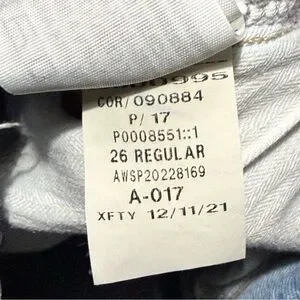 COR/090884
P/ 17
P0008551::1
26 REGULAR
AWSP20228169
A-017
XFTY 12/11/21